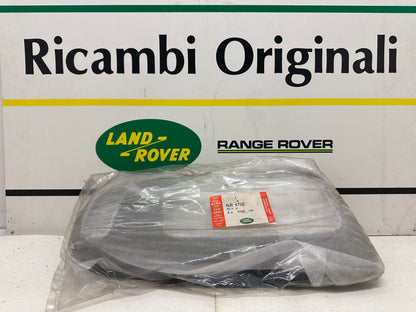 Ricambi Originali
LAND
ROVER
RANGE ROVER